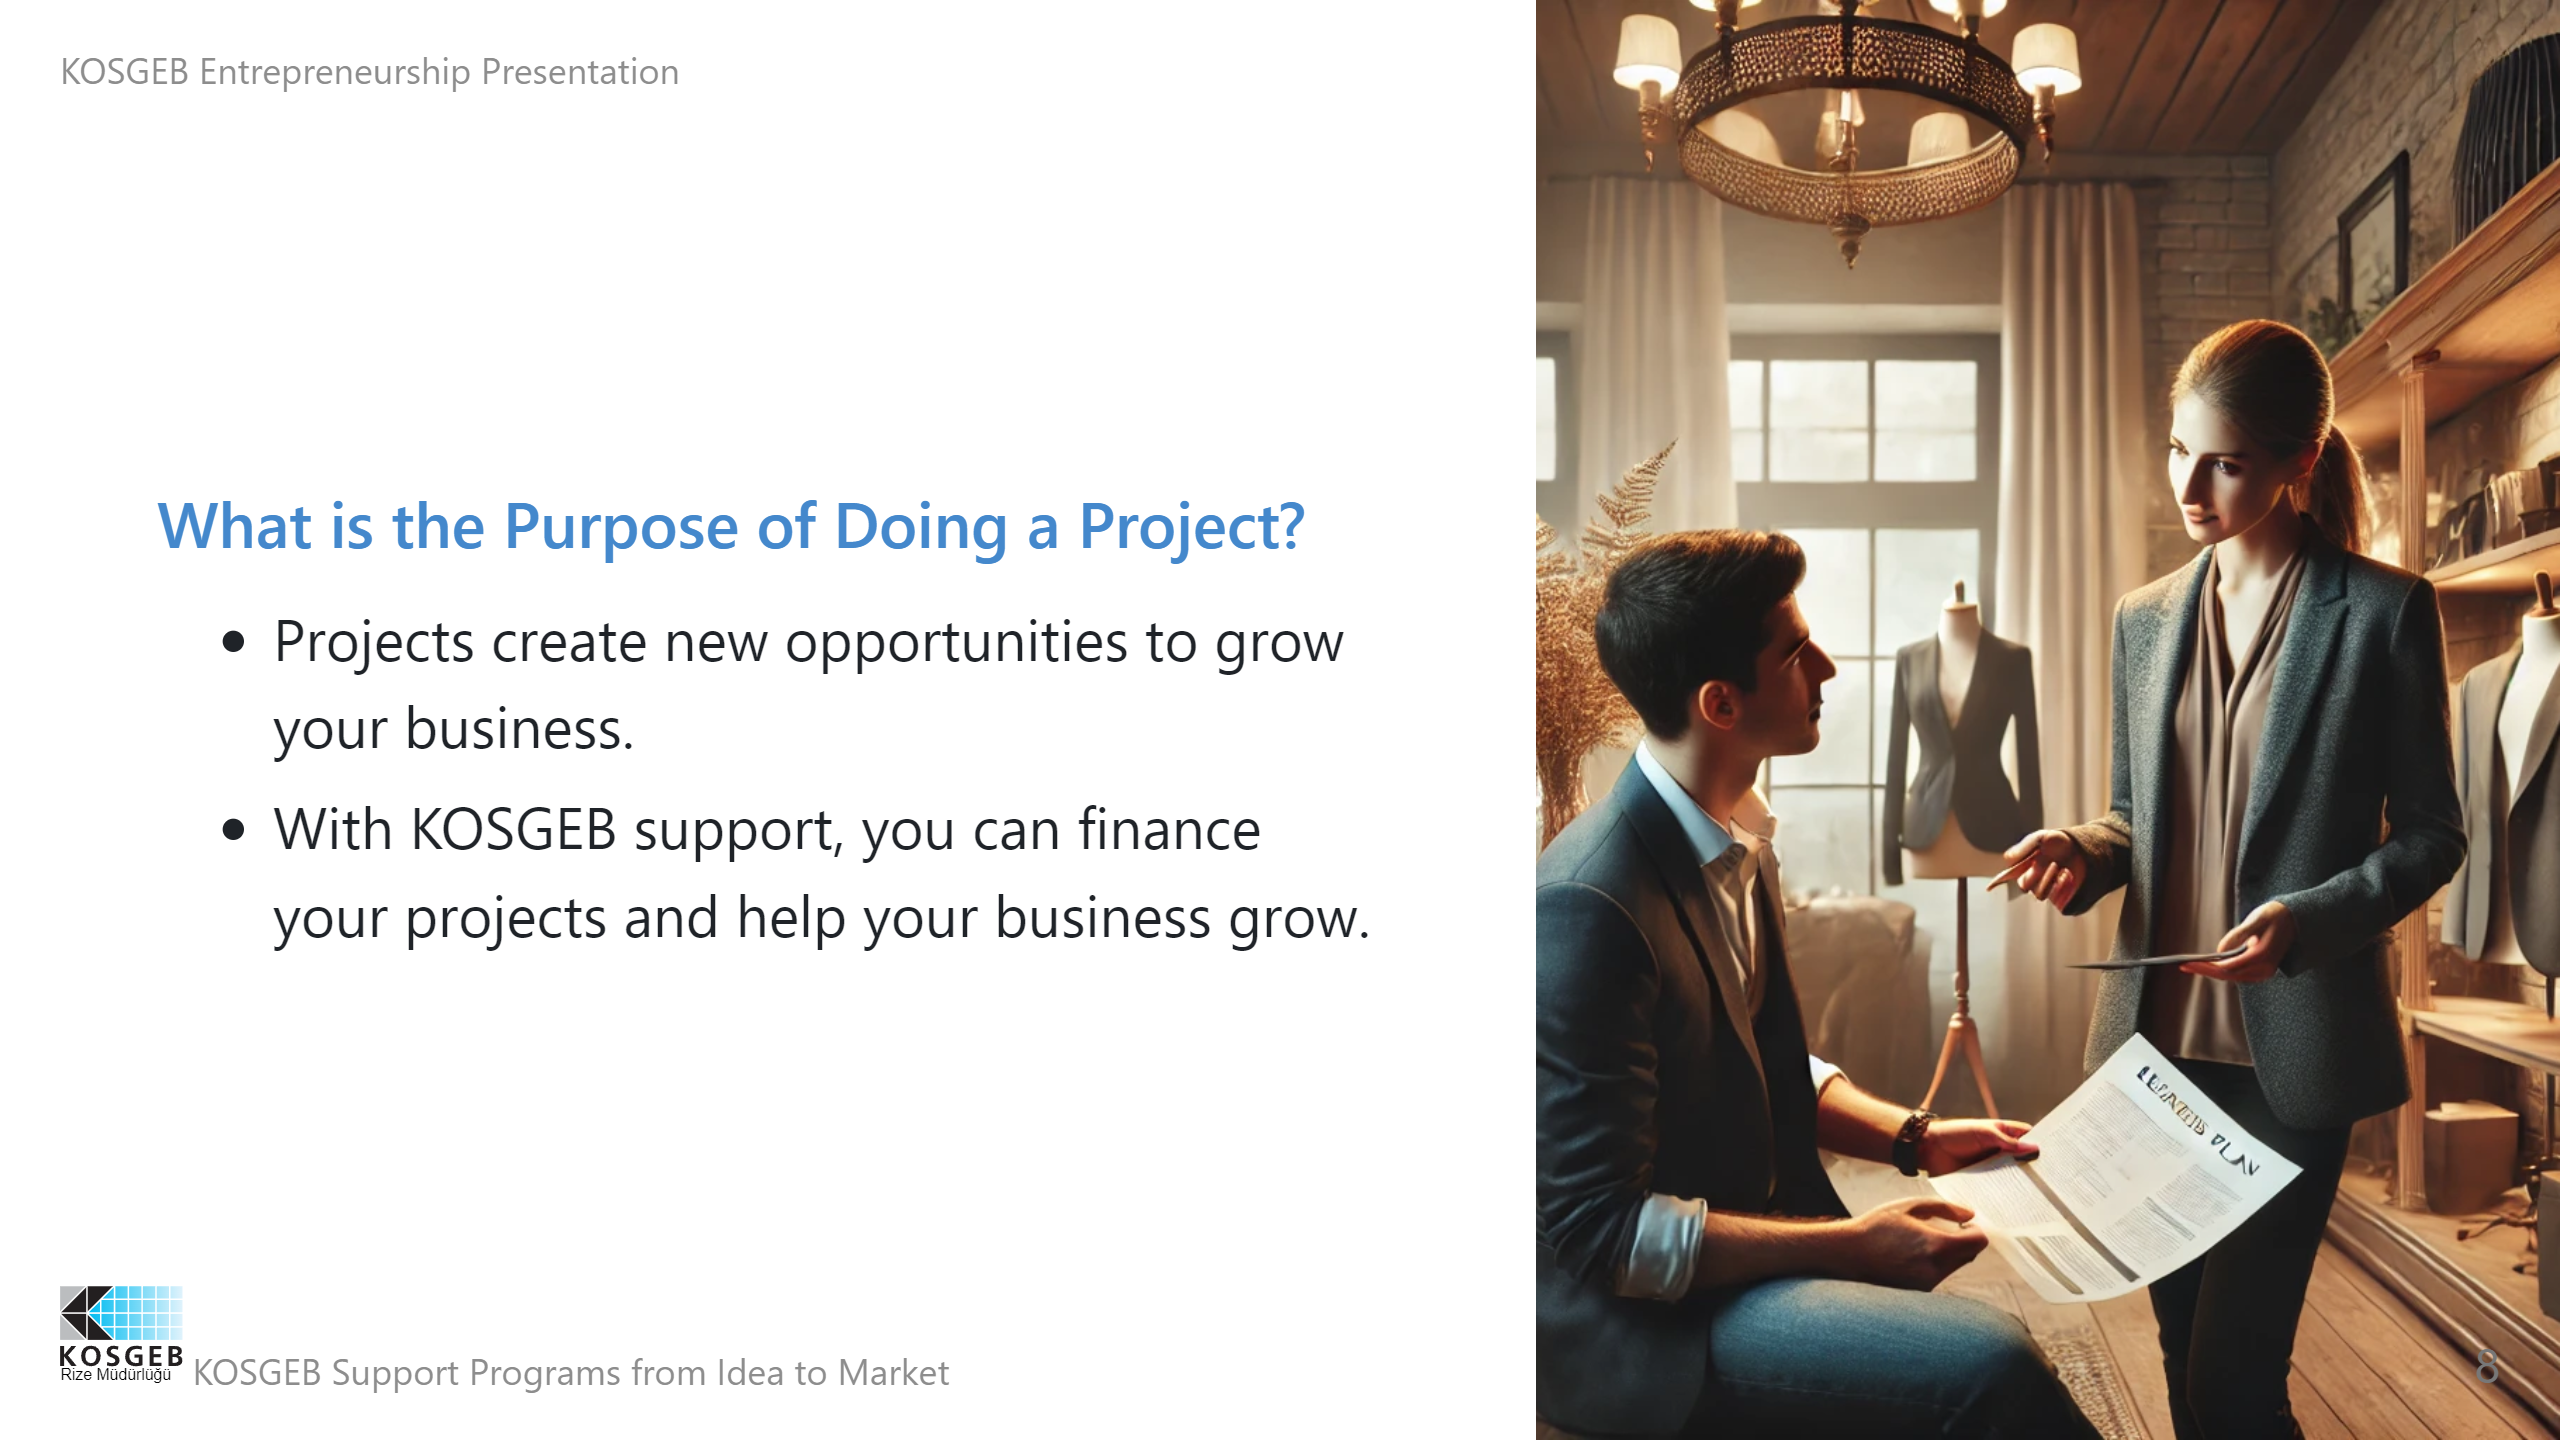 KOSGEB Entrepreneurship Presentation
What is the Purpose of Doing a Project?
• Projects create new opportunities to grow
your business.
• With KOSGEB support, you can finance
your projects and help your business grow.
KOSGEB
Rize Müdürlüğü
KOSGEB Support Programs from Idea to Market
8